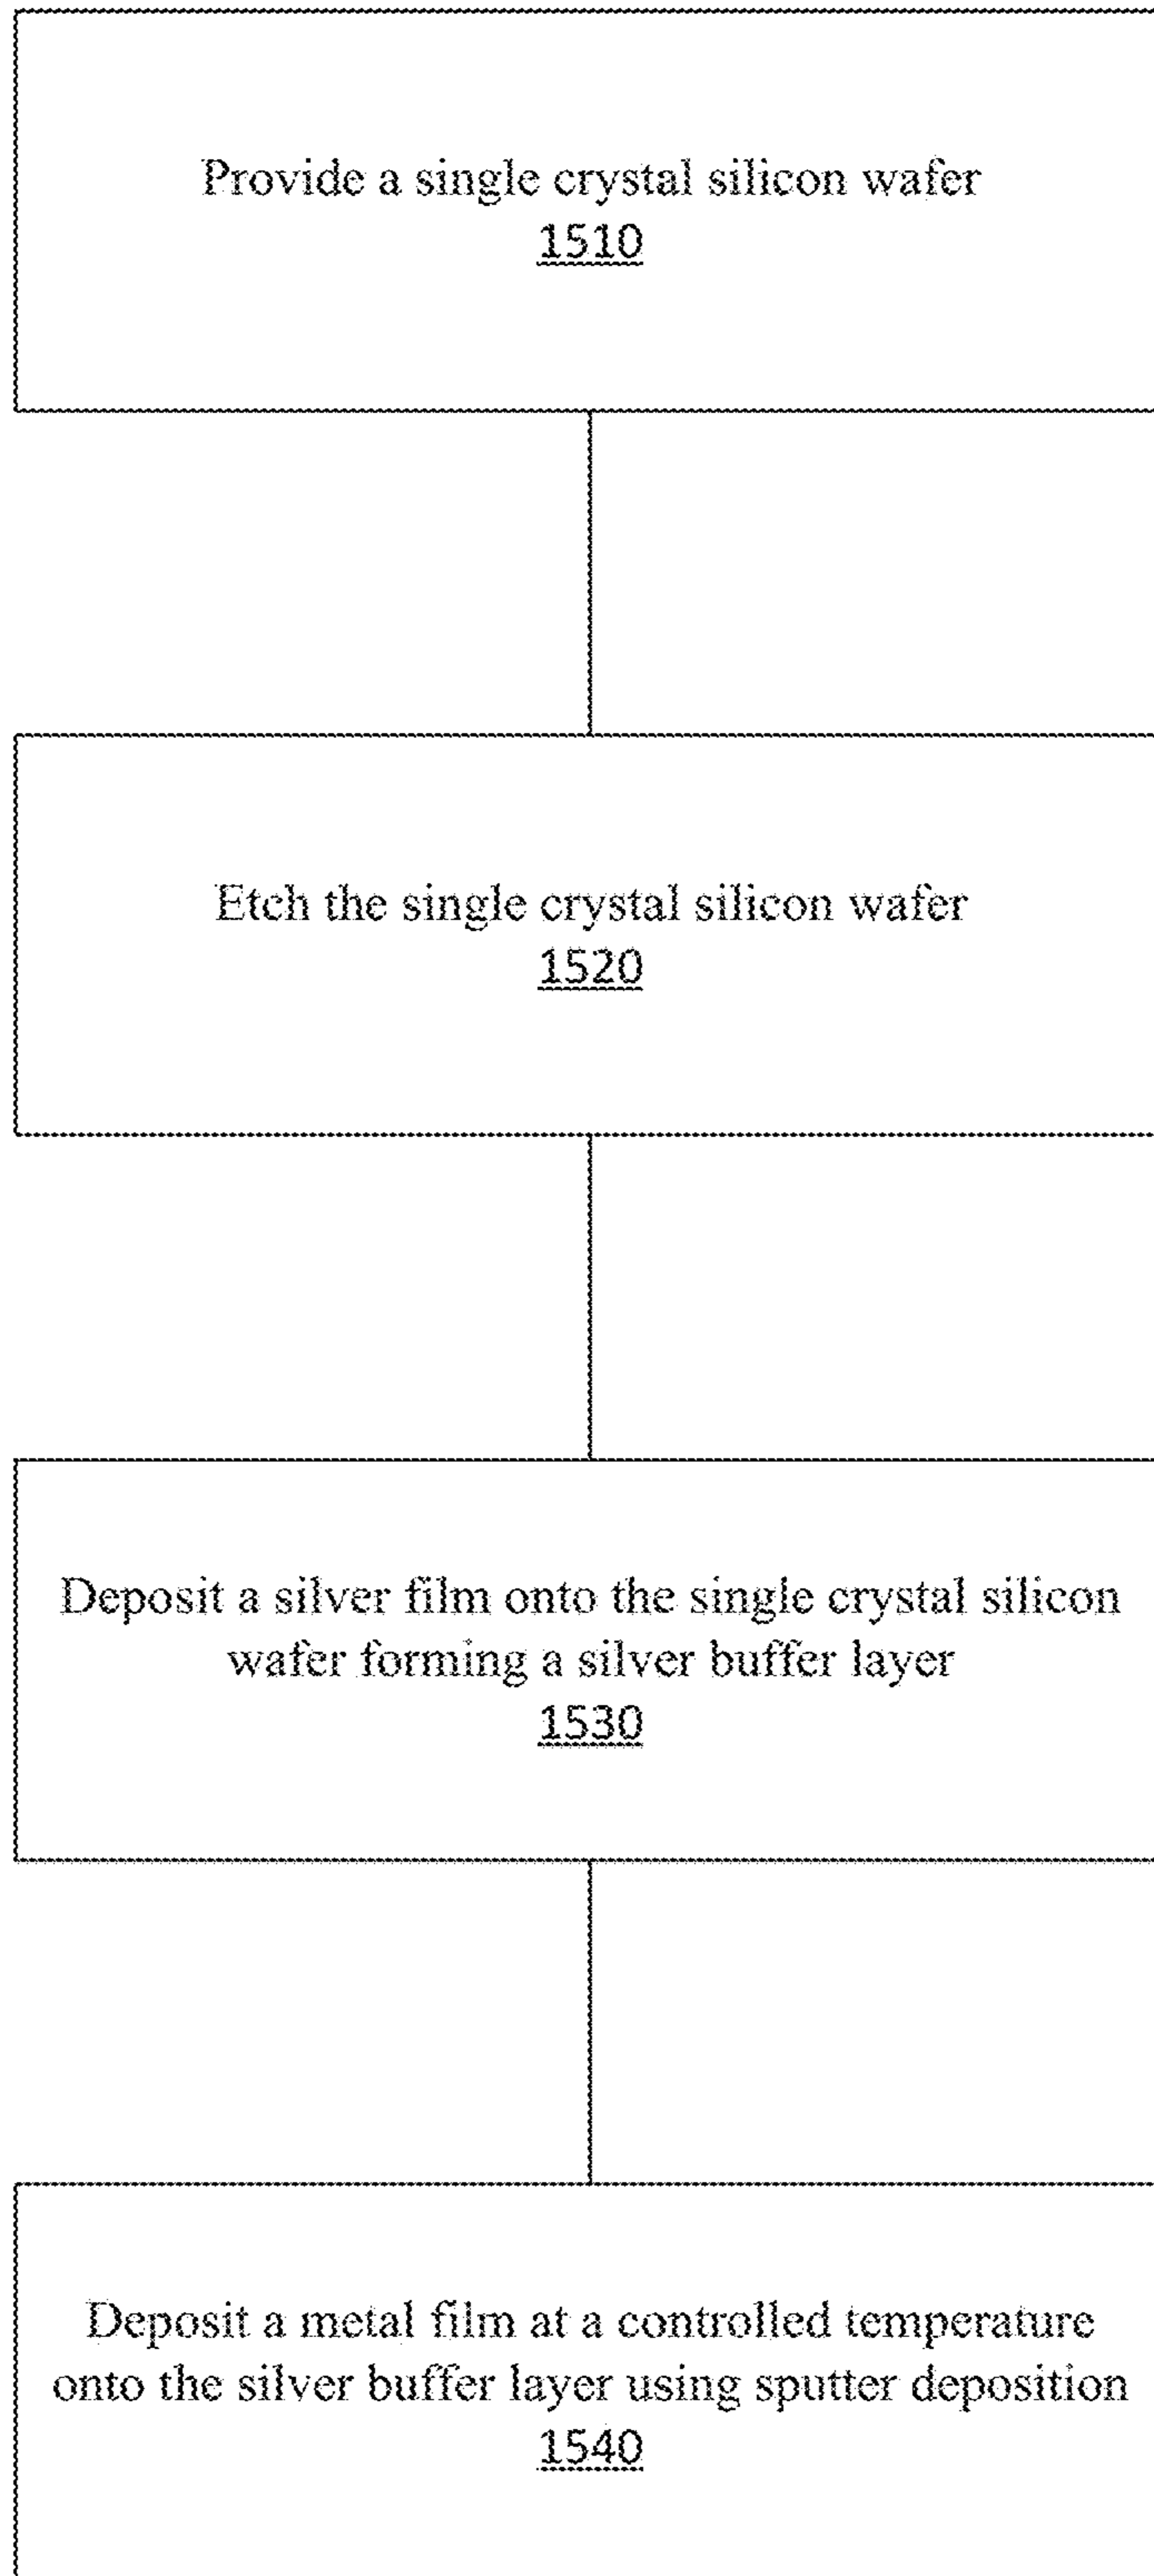 Provide a single crystal silicon wafer
1510
Etch the single crystal silicon wafer
1520
Deposit a silver film onto the single crystal silicon
wafer forming a silver buffer layer
1530
Deposit a metal film at a controlled temperature
onto the silver buffer layer using sputter deposition
1540